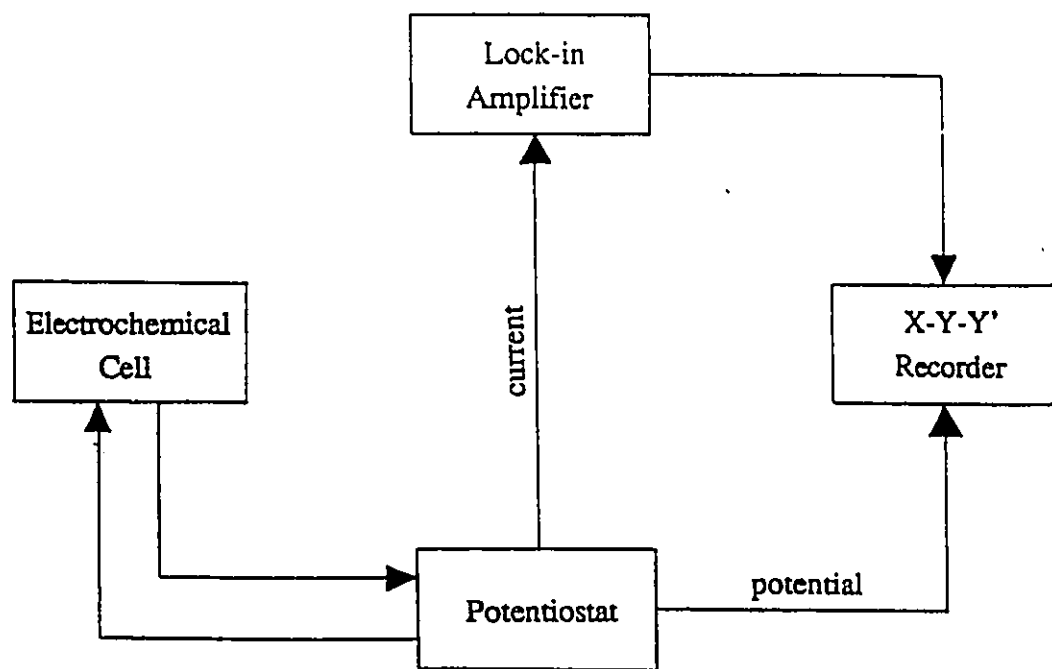 Lock-in
Amplifier
current
Electrochemical
Cell
X-Y-Y'
Recorder
Potentiostat
potential